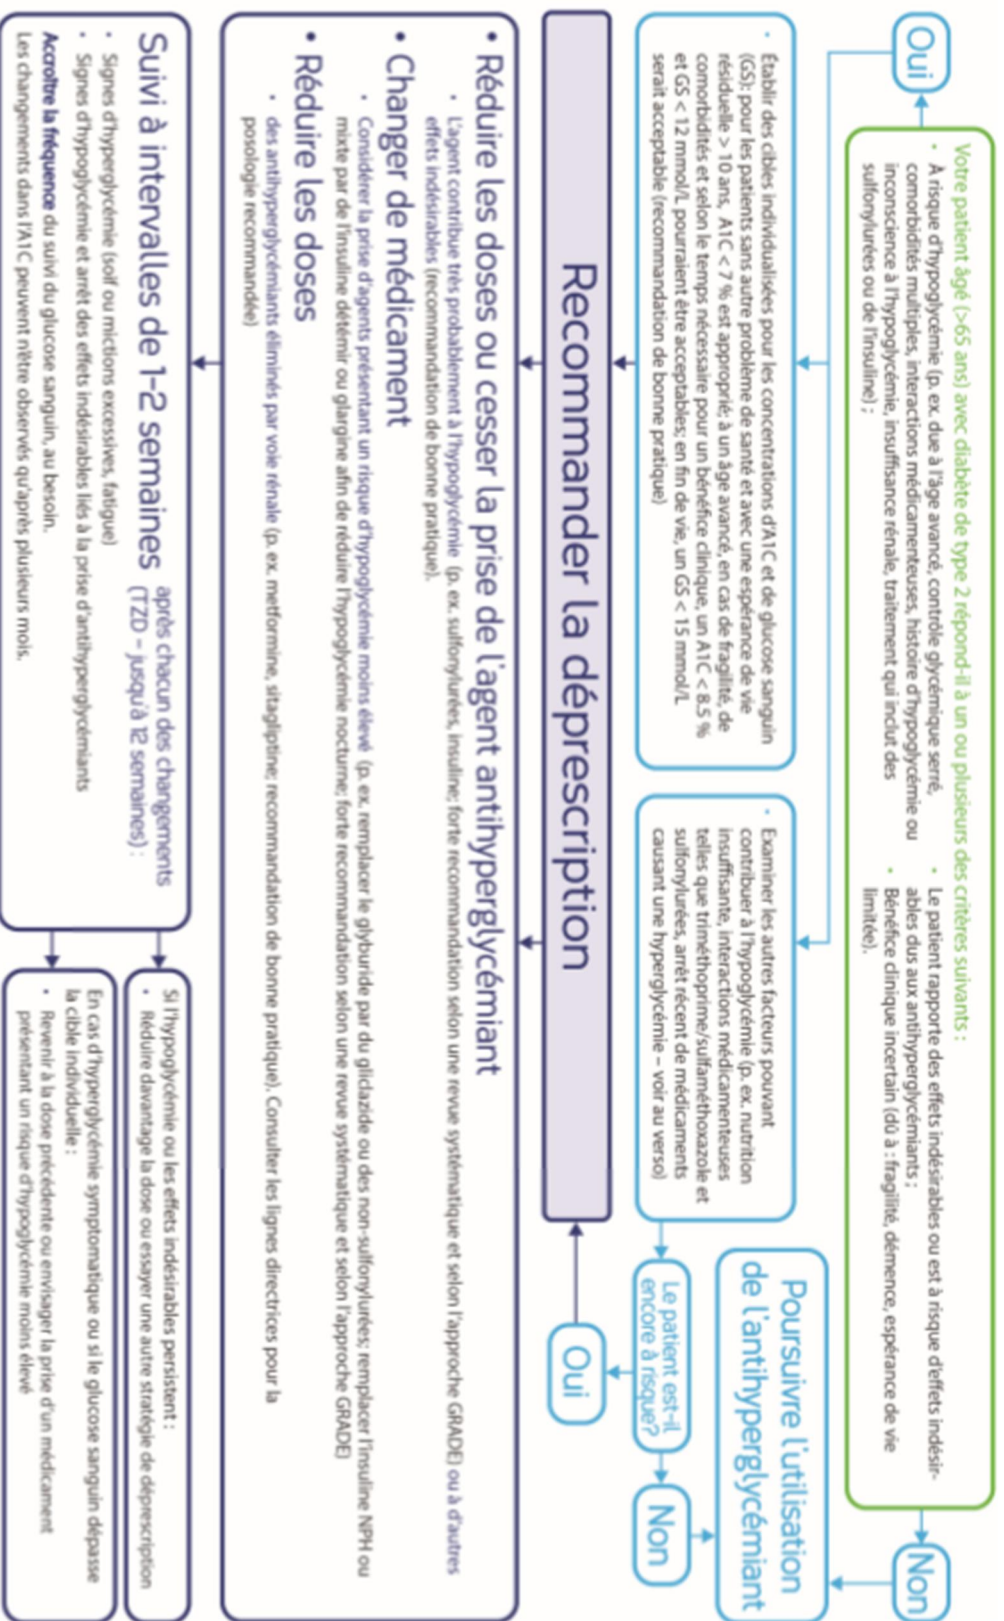 Votre patient âgé (>65 ans) avec diabète de type 2 répond-il à un ou plusieurs des critères suivants :
• À risque d'hypoglycémie (p. ex. due à l'âge avancé, contrôle glycémique serré,
comorbidités multiples, interactions médicamenteuses, histoire d'hypoglycémie ou
inconscience à l'hypoglycémie, insuffisance rénale, traitement qui inclut des
sulfonylurées ou de l'insuline) ;
• Le patient rapporte des effets indésirables ou est à risque d'effets indésir-
ables dus aux antihyperglycémiants ;
• Bénéfice clinique incertain (dû à : fragilité, démence, espérance de vie
limitée).
Oui
Non
• Établir des cibles individualisées pour les concentrations d'A1C et de glucose sanguin
(GS): pour les patients sans autre problème de santé et avec une espérance de vie
résiduelle > 10 ans, A1C < 7 % est approprié; à un âge avancé, en cas de fragilité, de
comorbidités et selon le temps nécessaire pour un bénéfice clinique, un A1C < 8.5 %
et GS < 12 mmol/L pourraient être acceptables; en fin de vie, un GS < 15 mmol/L
serait acceptable (recommandation de bonne pratique)
• Examiner les autres facteurs pouvant
contribuer à l'hypoglycémie (p. ex. nutrition
insuffisante, interactions médicamenteuses
telles que triméthoprime/sulfaméthoxazole et
sulfonylurées, arrêt récent de médicaments
causant une hyperglycémie – voir au verso)
Poursuivre l'utilisation
de l'antihyperglycémiant
Le patient est-il
encore à risque?
Non
Oui
Recommander la déprescription
• Réduire les doses ou cesser la prise de l'agent antihyperglycémiant
• L'agent contribue très probablement à l'hypoglycémie (p. ex. sulfonylurées, insuline; forte recommandation selon une revue systématique et selon l'approche GRADE) ou à d'autres
effets indésirables (recommandation de bonne pratique).
• Changer de médicament
• Considérer la prise d'agents présentant un risque d'hypoglycémie moins élevé (p. ex. remplacer le glyburide par du gliclazide ou des non-sulfonylurées; remplacer l'insuline NPH ou
mixte par de l'insuline détémir ou glargine afin de réduire l'hypoglycémie nocturne; forte recommandation selon une revue systématique et selon l'approche GRADE)
• Réduire les doses
• des antihyperglycémiants éliminés par voie rénale (p. ex. metformine, sitagliptine; recommandation de bonne pratique). Consulter les lignes directrices pour la
posologie recommandée)
Suivi à intervalles de 1-2 semaines après chacun des changements
(TZD – jusqu'à 12 semaines) :
• Signes d'hyperglycémie (soif ou mictions excessives, fatigue)
• Signes d'hypoglycémie et arrêt des effets indésirables liés à la prise d'antihyperglycémiants
Accroître la fréquence du suivi du glucose sanguin, au besoin.
Les changements dans l'A1C peuvent n'être observés qu'après plusieurs mois.
Si l'hypoglycémie ou les effets indésirables persistent :
• Réduire davantage la dose ou essayer une autre stratégie de déprescription
En cas d'hyperglycémie symptomatique ou si le glucose sanguin dépasse
la cible individuelle :
• Revenir à la dose précédente ou envisager la prise d'un médicament
présentant un risque d'hypoglycémie moins élevé